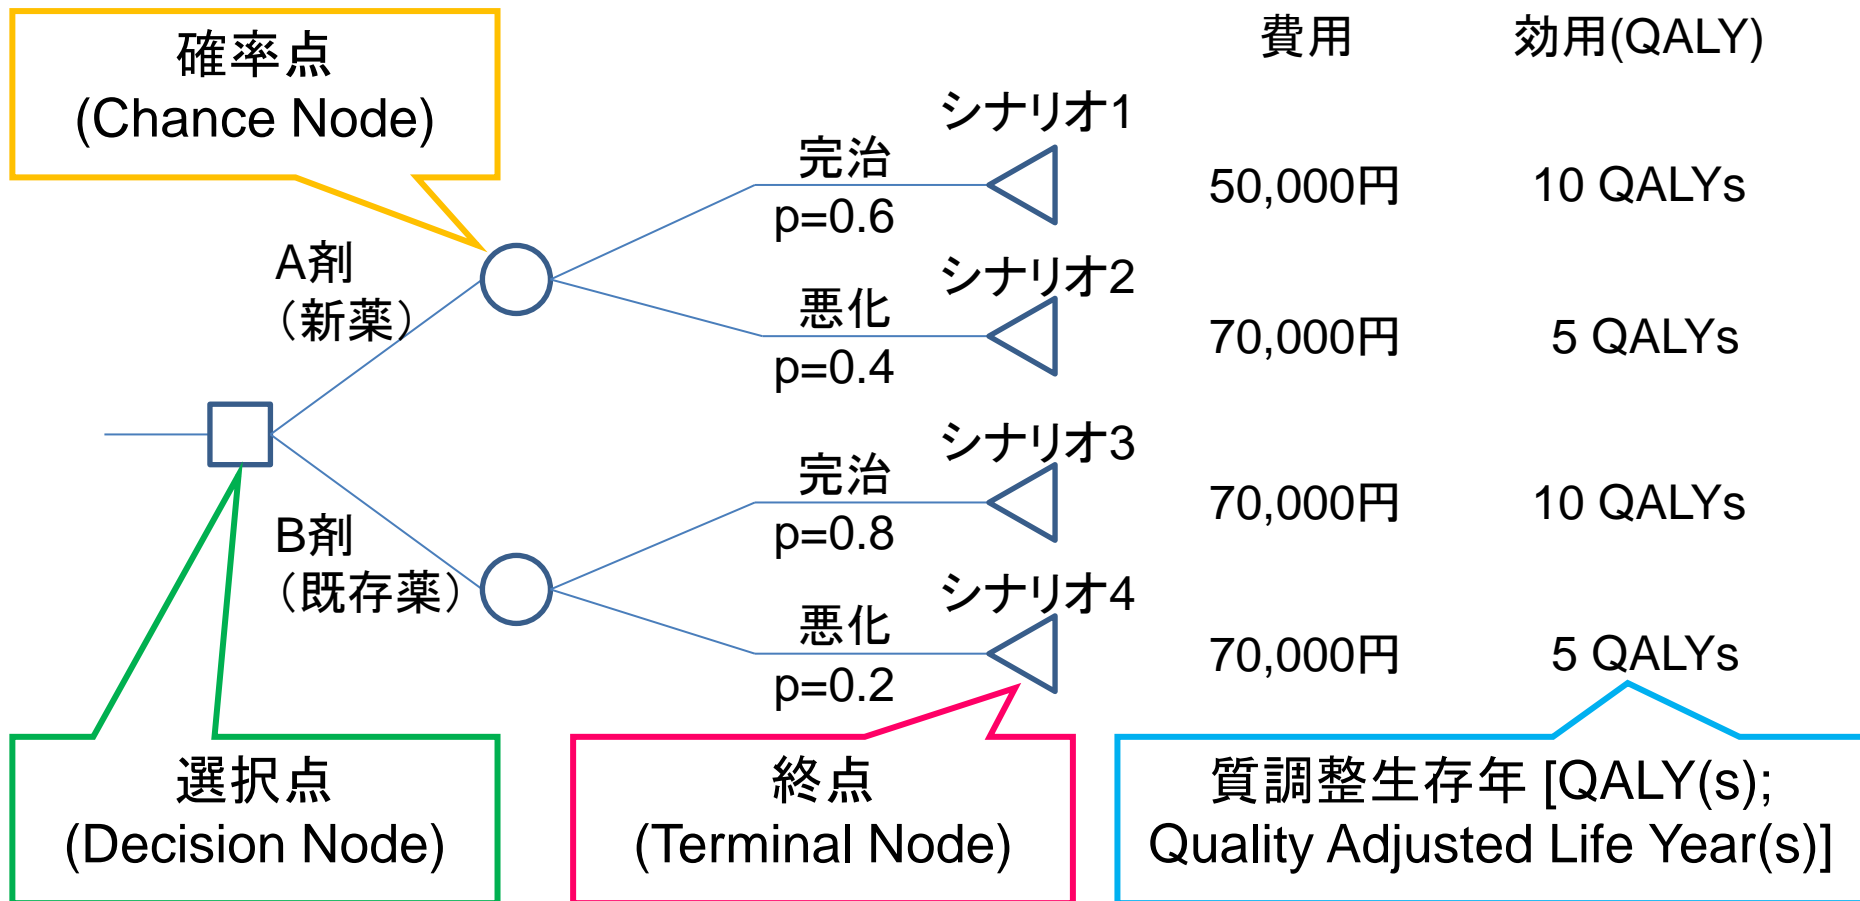 確率点
(Chance Node)
費用
効用(QALY)
シナリオ1
完治
p=0.6
50,000円
10 QALYs
A剤
（新薬）
シナリオ2
悪化
p=0.4
70,000円
5 QALYs
シナリオ3
完治
p=0.8
70,000円
10 QALYs
B剤
（既存薬）
シナリオ4
悪化
p=0.2
70,000円
5 QALYs
選択点
(Decision Node)
終点
(Terminal Node)
質調整生存年 [QALY(s);
Quality Adjusted Life Year(s)]